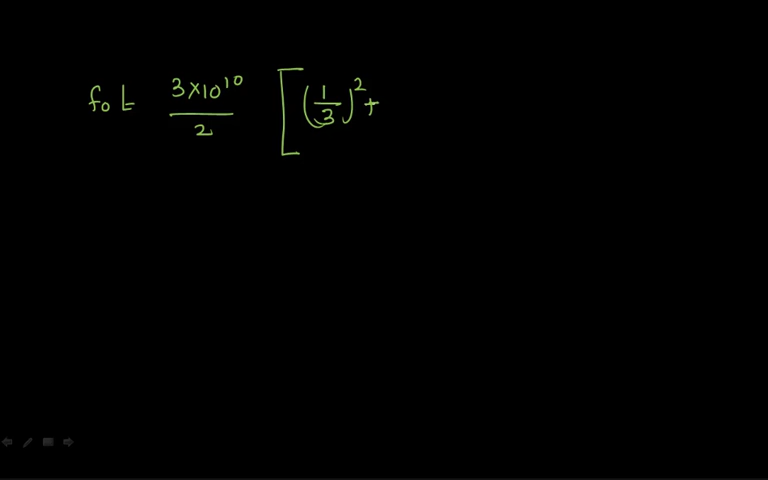 f₀ = 3×10¹⁰/2 [(1/3)² +